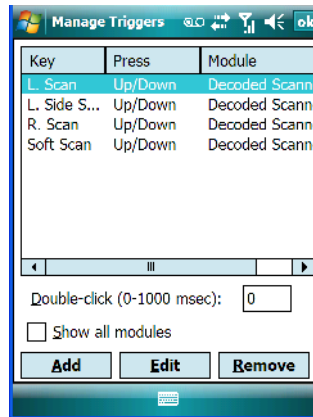 Manage Triggers ok
Key Press Module
L. Scan Up/Down Decoded Scann
L. Side S... Up/Down Decoded Scann
R. Scan Up/Down Decoded Scann
Soft Scan Up/Down Decoded Scann
Double-click (0-1000 msec): 0
Show all modules
Add Edit Remove